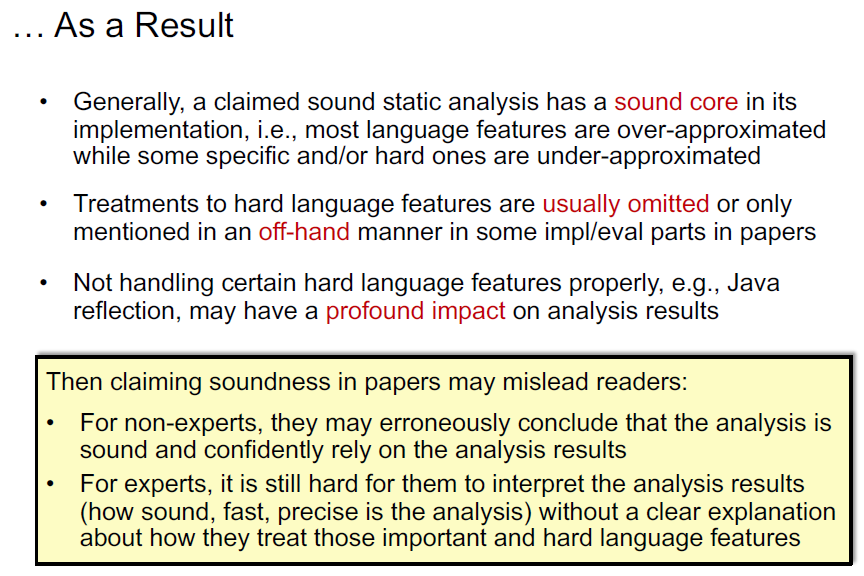 … As a Result
• Generally, a claimed sound static analysis has a sound core in its
implementation, i.e., most language features are over-approximated
while some specific and/or hard ones are under-approximated
• Treatments to hard language features are usually omitted or only
mentioned in an off-hand manner in some impl/eval parts in papers
• Not handling certain hard language features properly, e.g., Java
reflection, may have a profound impact on analysis results
Then claiming soundness in papers may mislead readers:
• For non-experts, they may erroneously conclude that the analysis is
sound and confidently rely on the analysis results
• For experts, it is still hard for them to interpret the analysis results
(how sound, fast, precise is the analysis) without a clear explanation
about how they treat those important and hard language features